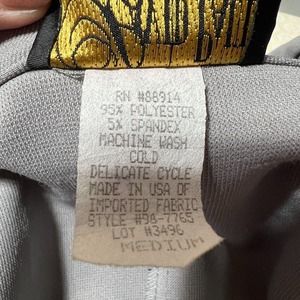 RN #88914
95% POLYESTER
5% SPANDEX
MACHINE WASH
COLD
DELICATE CYCLE
MADE IN USA OF
IMPORTED FABRIC
STYLE #98-7765
LOT #3496
MEDIUM